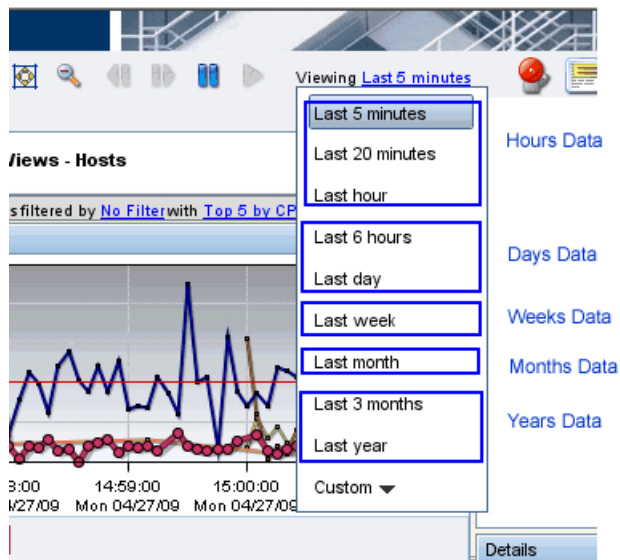 Viewing Last 5 minutes
Last 5 minutes
Hours Data
Last 20 minutes
Views - Hosts
Last hour
s filtered by No Filter with Top 5 by CP
Last 6 hours
Days Data
Last day
Last week
Weeks Data
Last month
Months Data
Last 3 months
Years Data
Last year
3:00 14:59:00 15:00:00
/27/09 Mon 04/27/09 Mon 04/27/09
Custom
Details